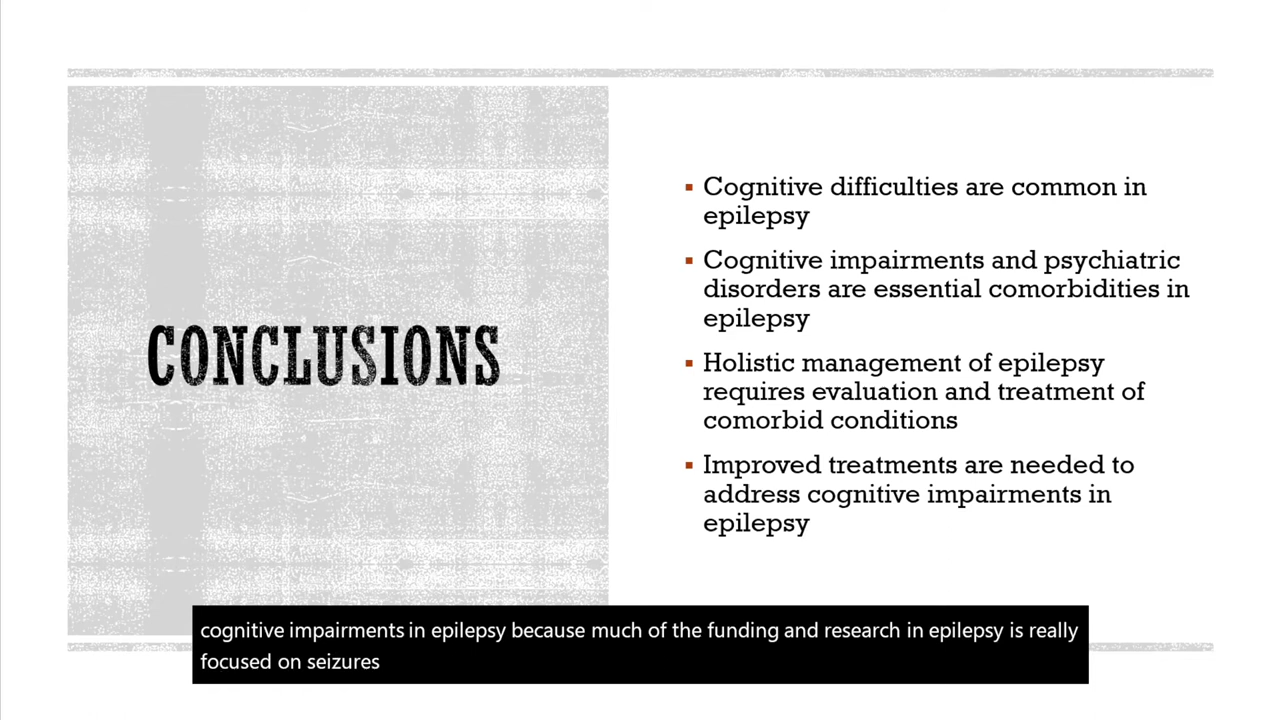 CONCLUSIONS
▪ Cognitive difficulties are common in
epilepsy
▪ Cognitive impairments and psychiatric
disorders are essential comorbidities in
epilepsy
▪ Holistic management of epilepsy
requires evaluation and treatment of
comorbid conditions
▪ Improved treatments are needed to
address cognitive impairments in
epilepsy
cognitive impairments in epilepsy because much of the funding and research in epilepsy is really
focused on seizures